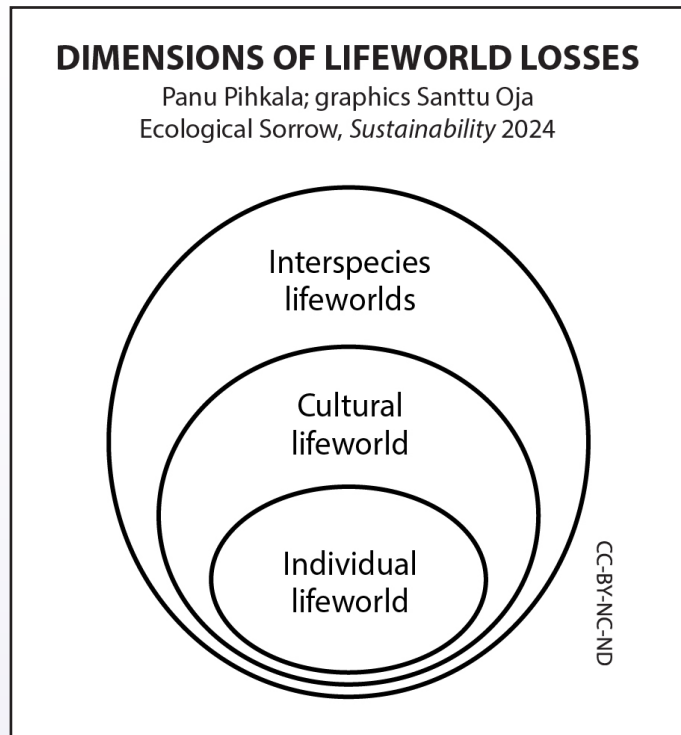 DIMENSIONS OF LIFEWORLD LOSSES
Panu Pihkala; graphics Santtu Oja
Ecological Sorrow, Sustainability 2024
Interspecies
lifeworlds
Cultural
lifeworld
Individual
lifeworld
CC-BY-NC-ND